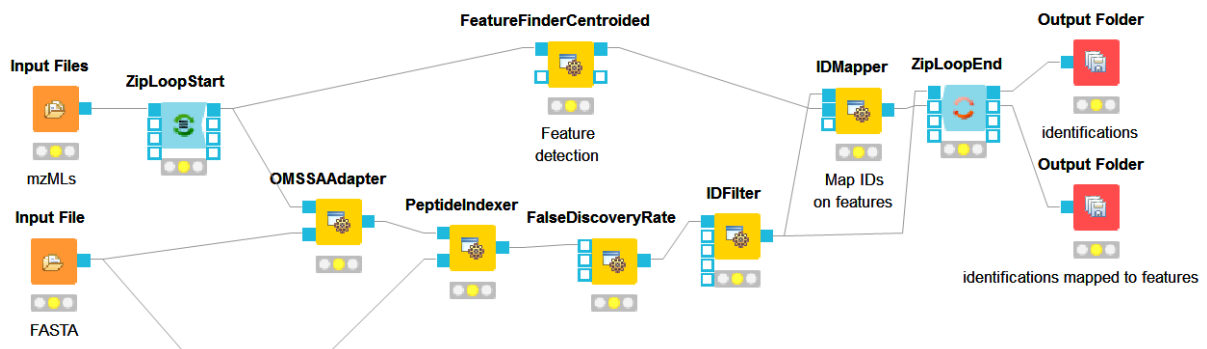 FeatureFinderCentroided
Output Folder
Input Files
ZipLoopStart
IDMapper
ZipLoopEnd
Feature
detection
identifications
mzMLs
OMSSAAdapter
Map IDs
on features
Output Folder
Input File
PeptideIndexer
FalseDiscoveryRate
IDFilter
identifications mapped to features
FASTA